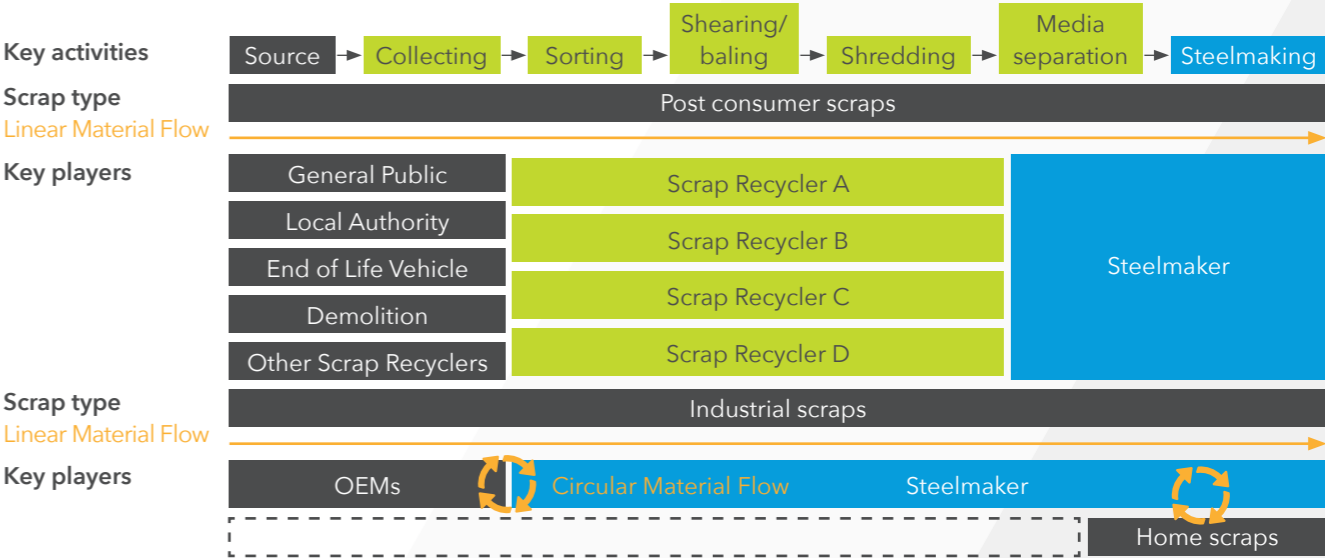 Key activities
Source
Collecting
Sorting
Shearing/
baling
Shredding
Media
separation
Steelmaking
Scrap type
Linear Material Flow
Post consumer scraps
Key players
General Public
Local Authority
End of Life Vehicle
Demolition
Other Scrap Recyclers
Scrap Recycler A
Scrap Recycler B
Scrap Recycler C
Scrap Recycler D
Steelmaker
Scrap type
Linear Material Flow
Industrial scraps
Key players
OEMs
Circular Material Flow
Steelmaker
Home scraps